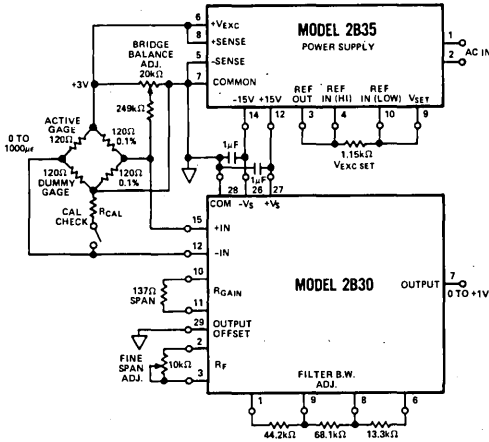 MODEL 2B35
POWER SUPPLY
6 +VEXC
8 +SENSE
5 -SENSE
7 COMMON
1
2
AC IN
-15V +15V
REF OUT
REF IN (HI)
REF IN (LOW)
VSET
14 12 3 4 10 9
1.15kΩ
VEXC SET
BRIDGE
BALANCE
ADJ.
20kΩ
+3V
249kΩ
ACTIVE
GAGE
120Ω
120Ω
0.1%
0 TO
1000με
120Ω
DUMMY
GAGE
120Ω
0.1%
CAL
CHECK
RCAL
1μF
1μF
28 26 27
COM -VS +VS
MODEL 2B30
15 +IN
12 -IN
10
RGAIN
11
137Ω
SPAN
29 OUTPUT
OFFSET
2
RF
3
FINE
SPAN
ADJ.
10kΩ
OUTPUT 7
0 TO +1V
FILTER B.W.
ADJ.
1 9 8 6
44.2kΩ 68.1kΩ 13.3kΩ